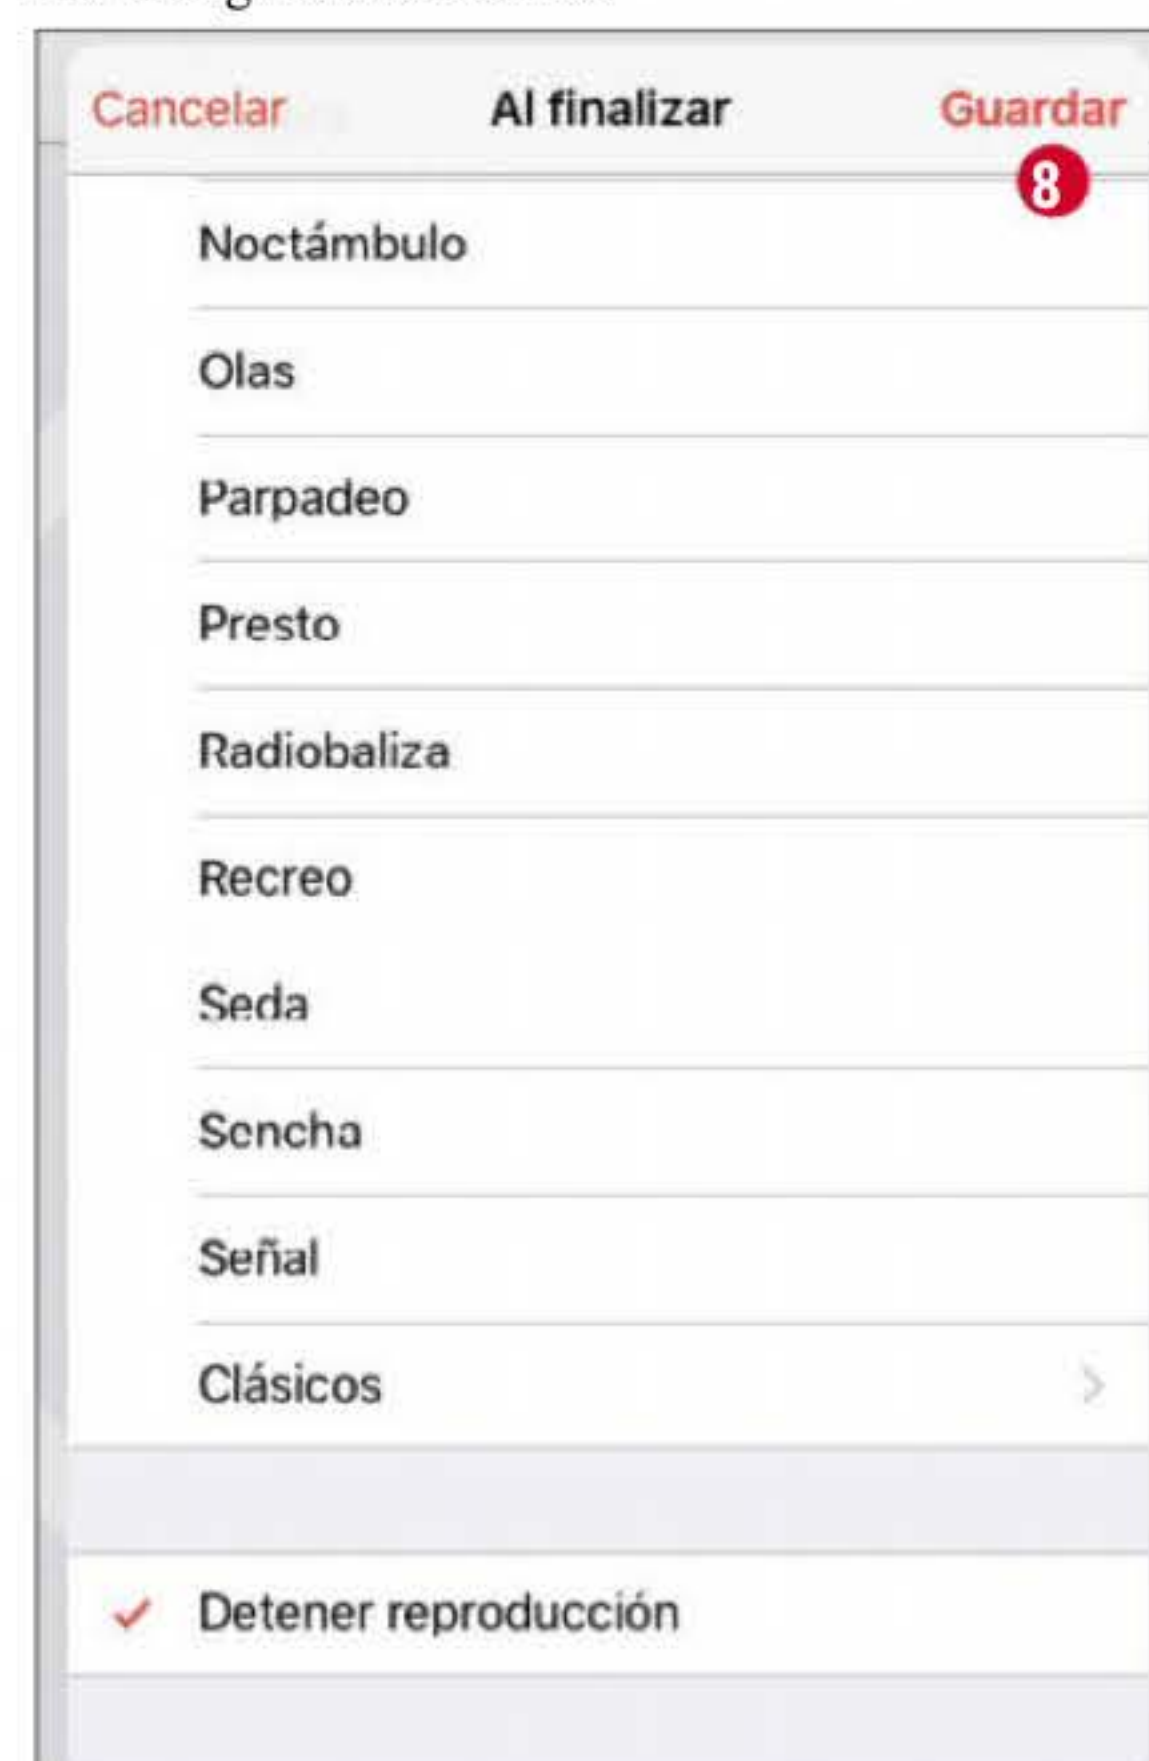 Cancelar Al finalizar Guardar
8
Noctámbulo
Olas
Parpadeo
Presto
Radiobaliza
Recreo
Seda
Sencha
Señal
Clásicos
Detener reproducción